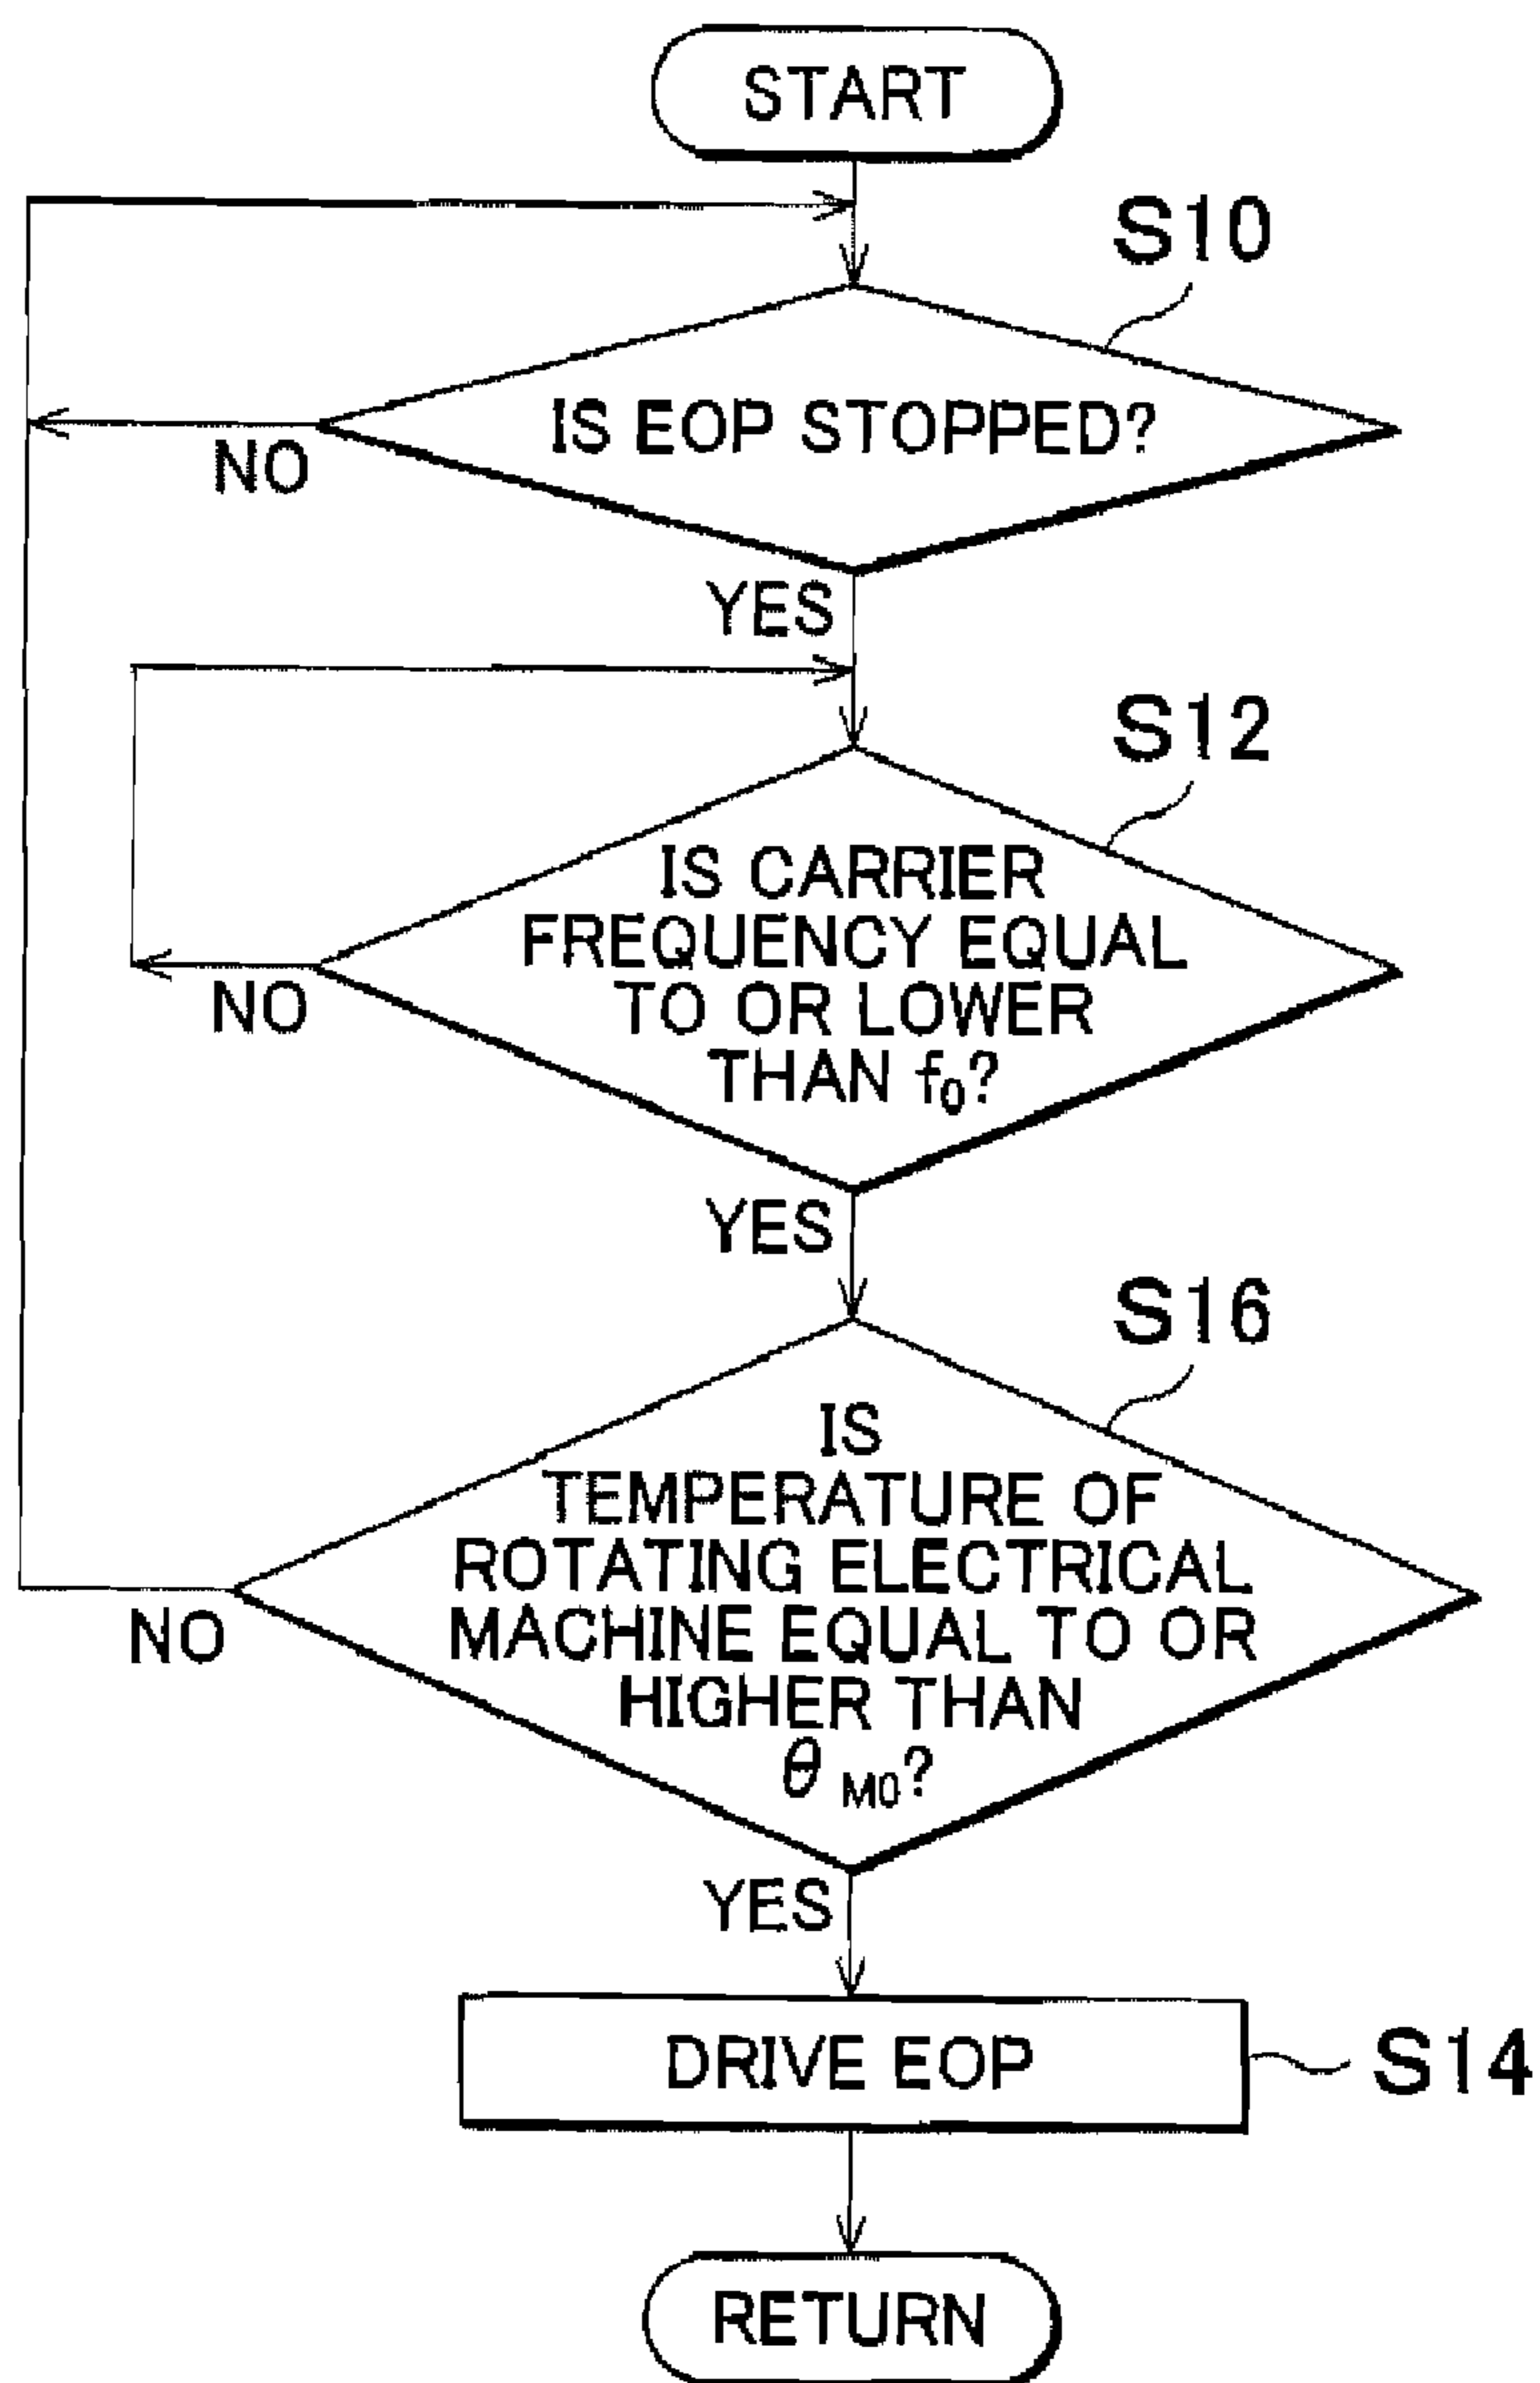 START
S10
IS EOP STOPPED?
NO
YES
S12
IS CARRIER
FREQUENCY EQUAL
TO OR LOWER
THAN f₀?
NO
YES
S16
IS
TEMPERATURE OF
ROTATING ELECTRICAL
MACHINE EQUAL TO OR
HIGHER THAN
θ M0?
NO
YES
DRIVE EOP
S14
RETURN